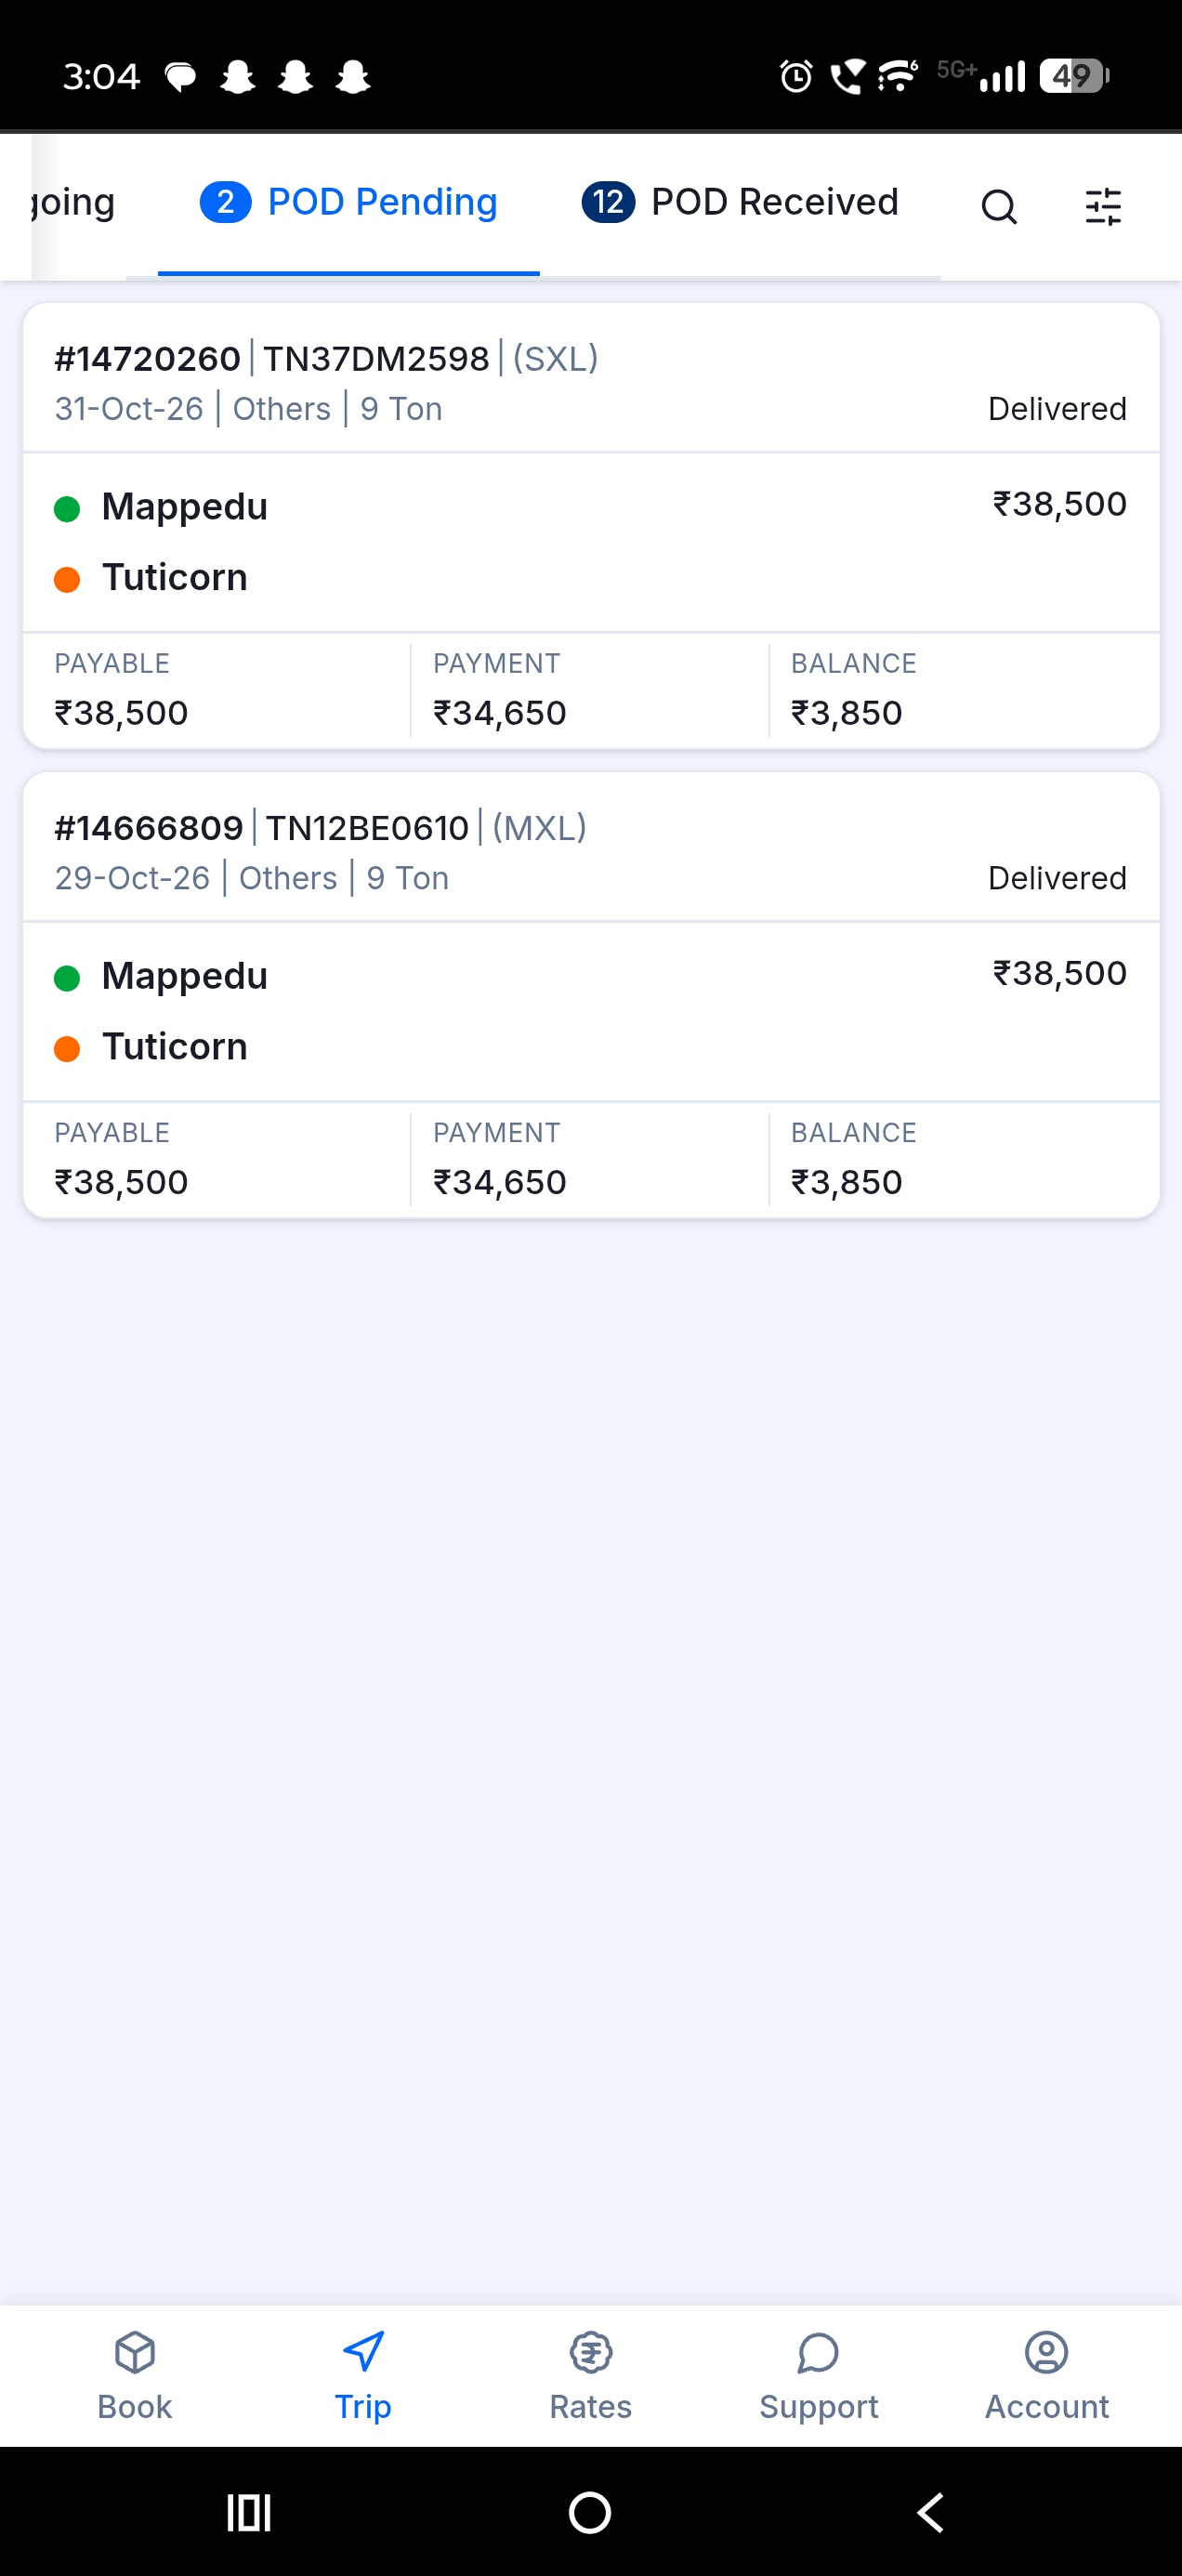 3:04 6 5G+ 49
going 2 POD Pending 12 POD Received
#14720260 | TN37DM2598 | (SXL)
31-Oct-26 | Others | 9 Ton Delivered
Mappedu ₹38,500
Tuticorn
PAYABLE PAYMENT BALANCE
₹38,500 ₹34,650 ₹3,850
#14666809 | TN12BE0610 | (MXL)
29-Oct-26 | Others | 9 Ton Delivered
Mappedu ₹38,500
Tuticorn
PAYABLE PAYMENT BALANCE
₹38,500 ₹34,650 ₹3,850
Book Trip Rates Support Account